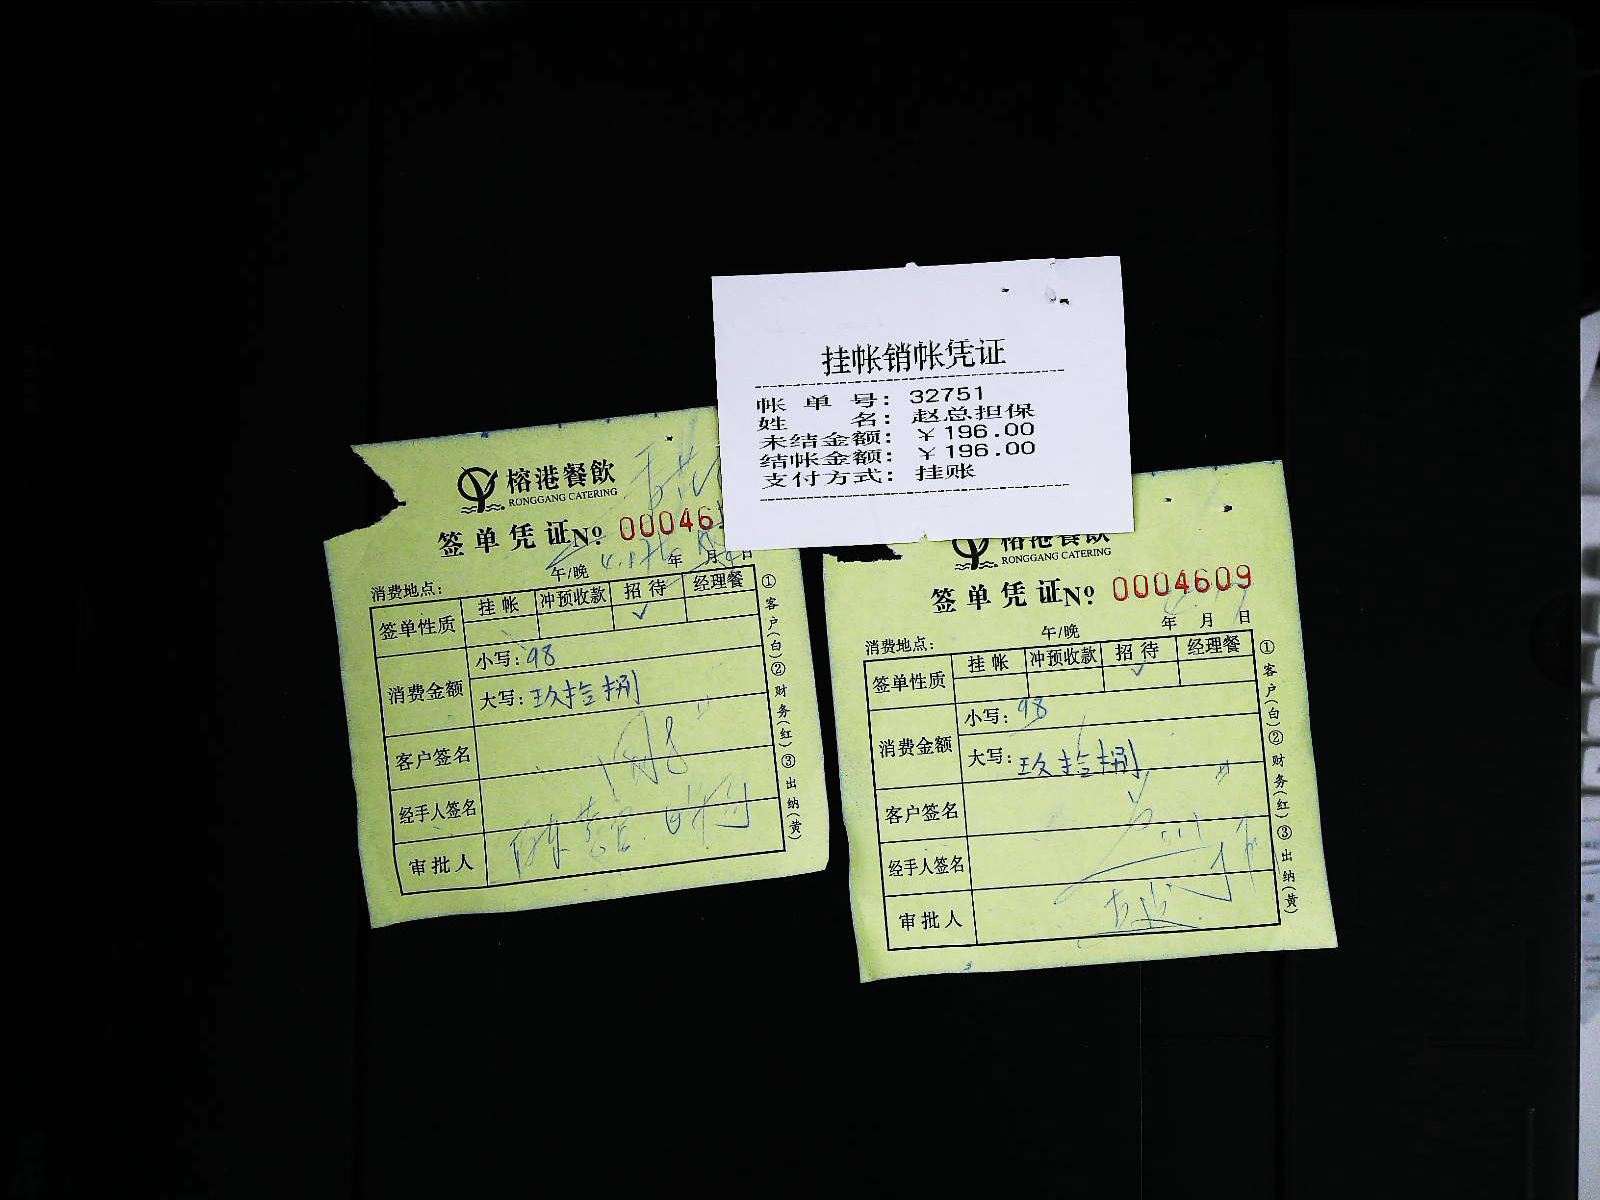 挂帐销帐凭证
帐单号：32751
姓名：赵总担保
未结金额：￥196.00
结帐金额：￥196.00
支付方式：挂账
榕港餐飲
RONGGANG CATERING
签单凭证№ 00046
年 月 日
消费地点： 午/晚
签单性质 挂帐 冲预收款 招待 经理餐
✓
消费金额 小写：98
大写：玖拾捌
客户签名
经手人签名
审批人
①客户(白)②财务(红)③出纳(黄)
榕港餐飲
RONGGANG CATERING
签单凭证№ 0004609
年 月 日
消费地点： 午/晚
签单性质 挂帐 冲预收款 招待 经理餐
✓
消费金额 小写：98
大写：玖拾捌
客户签名
经手人签名
审批人
①客户(白)②财务(红)③出纳(黄)